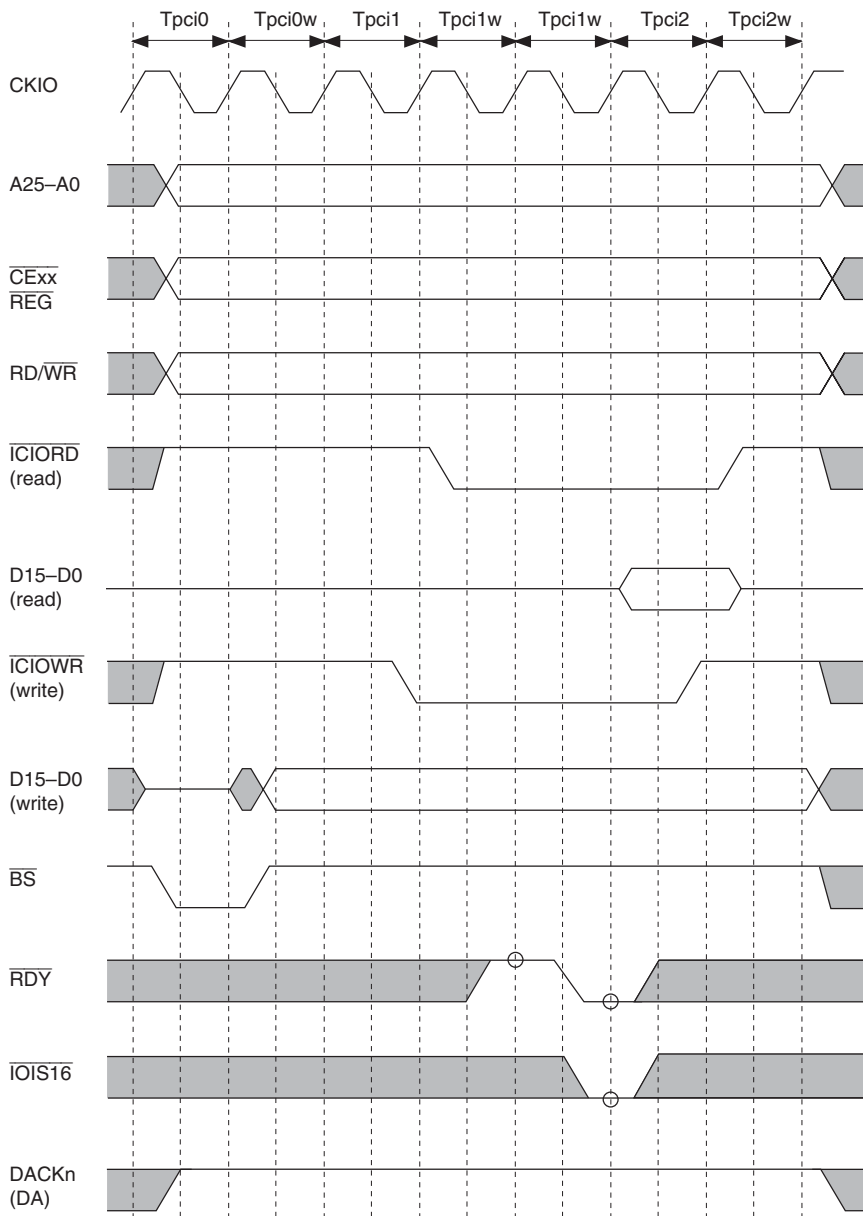 Tpci0 Tpci0w Tpci1 Tpci1w Tpci1w Tpci2 Tpci2w
CKIO
A25–A0
CExx
REG
RD/WR
ICIORD
(read)
D15–D0
(read)
ICIOWR
(write)
D15–D0
(write)
BS
RDY
IOIS16
DACKn
(DA)